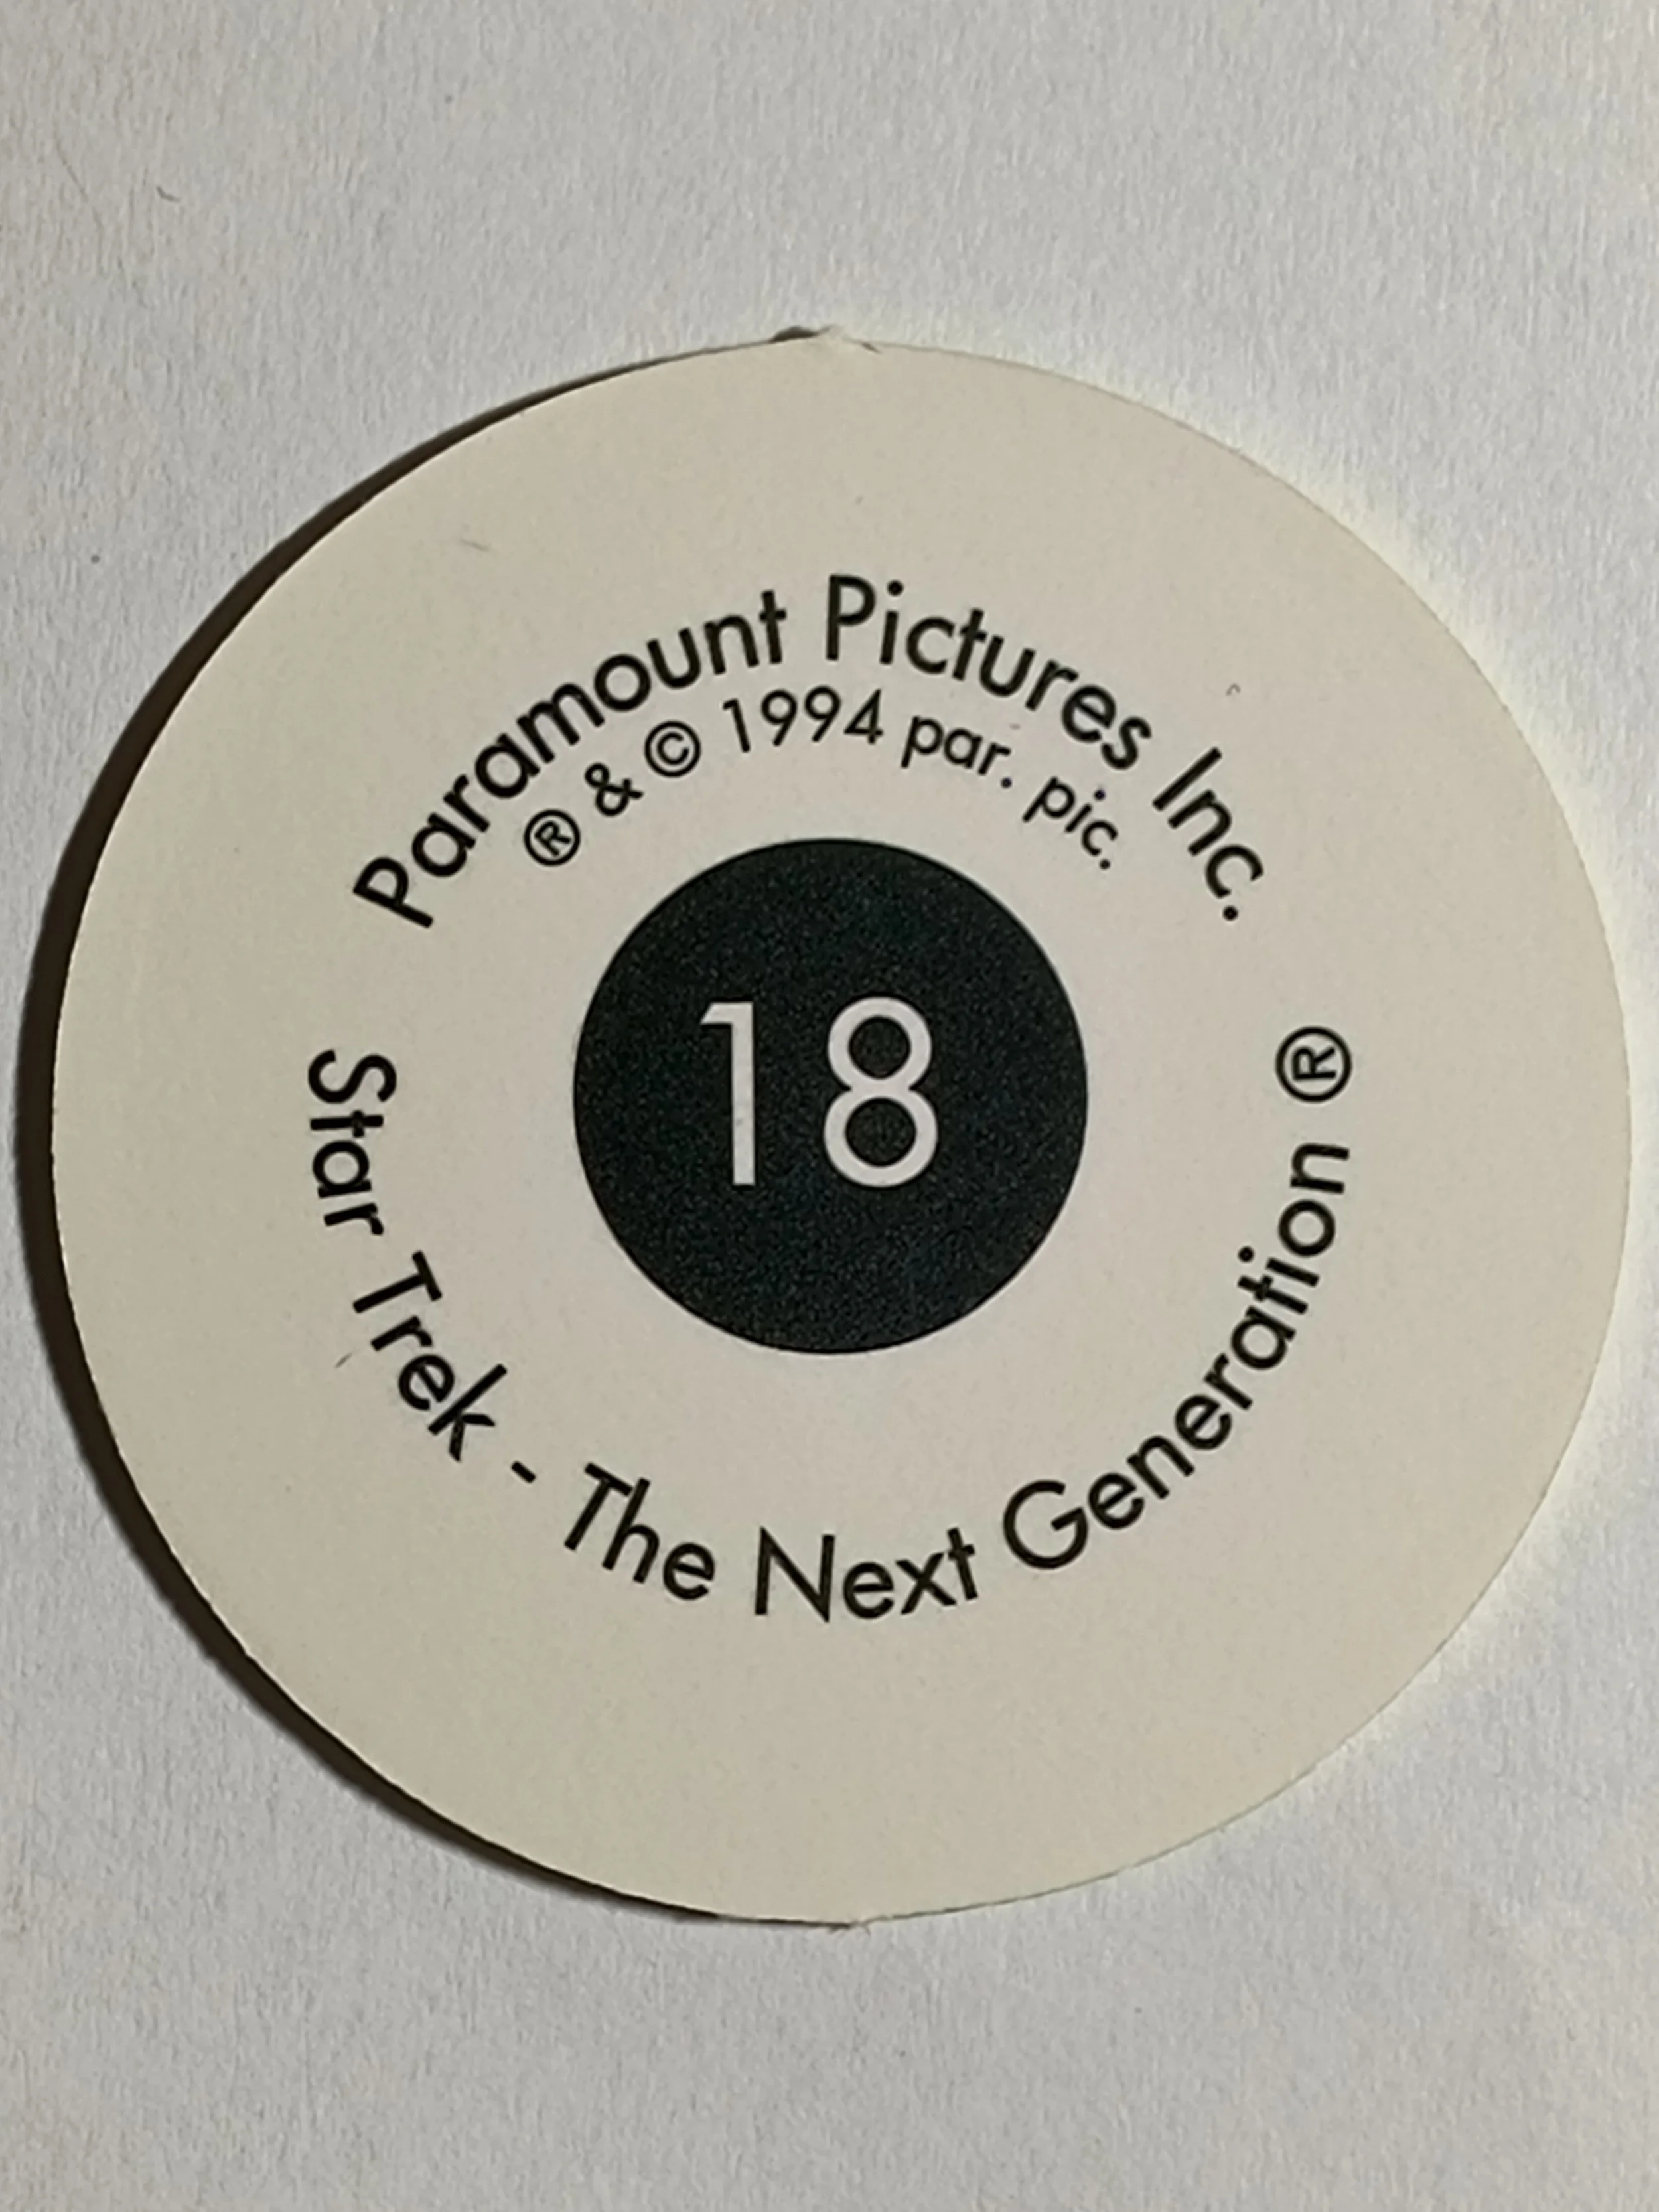 Paramount Pictures Inc.
® & © 1994 par. pic.
18
Star Trek - The Next Generation ®